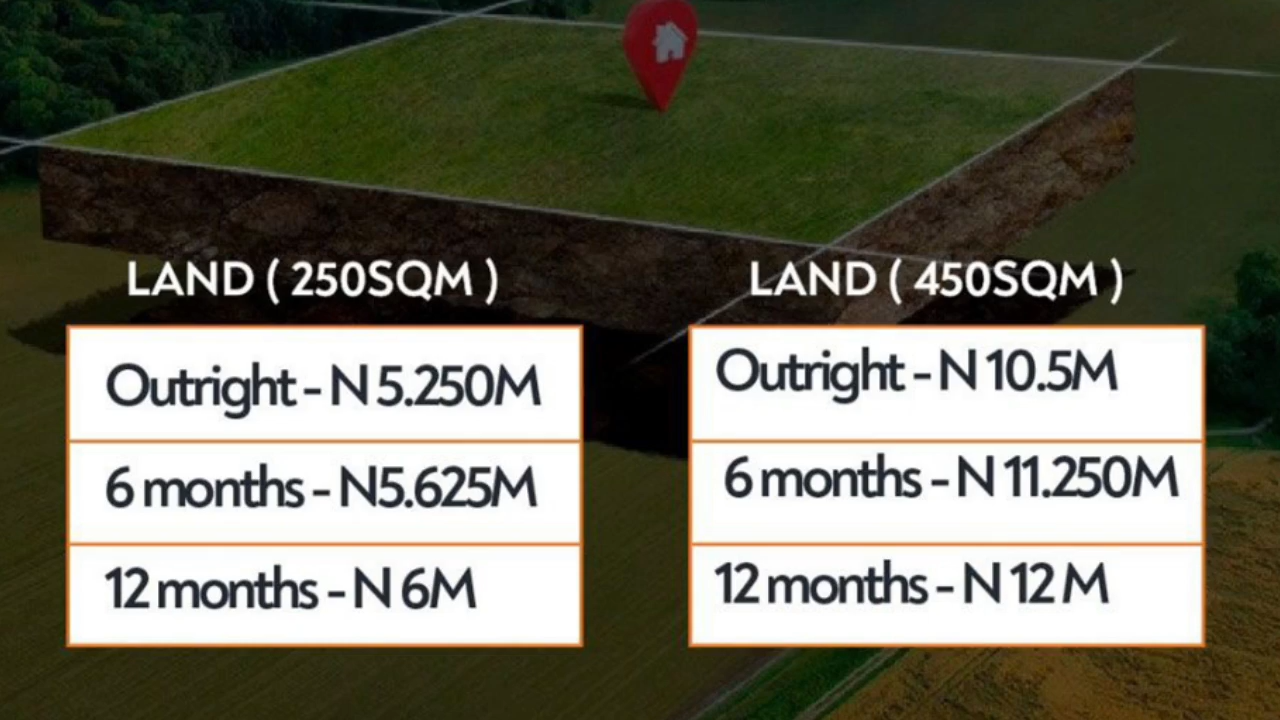 LAND ( 250SQM )
Outright - N 5.250M
6 months - N5.625M
12 months - N 6M
LAND ( 450SQM )
Outright - N 10.5M
6 months - N 11.250M
12 months - N 12 M